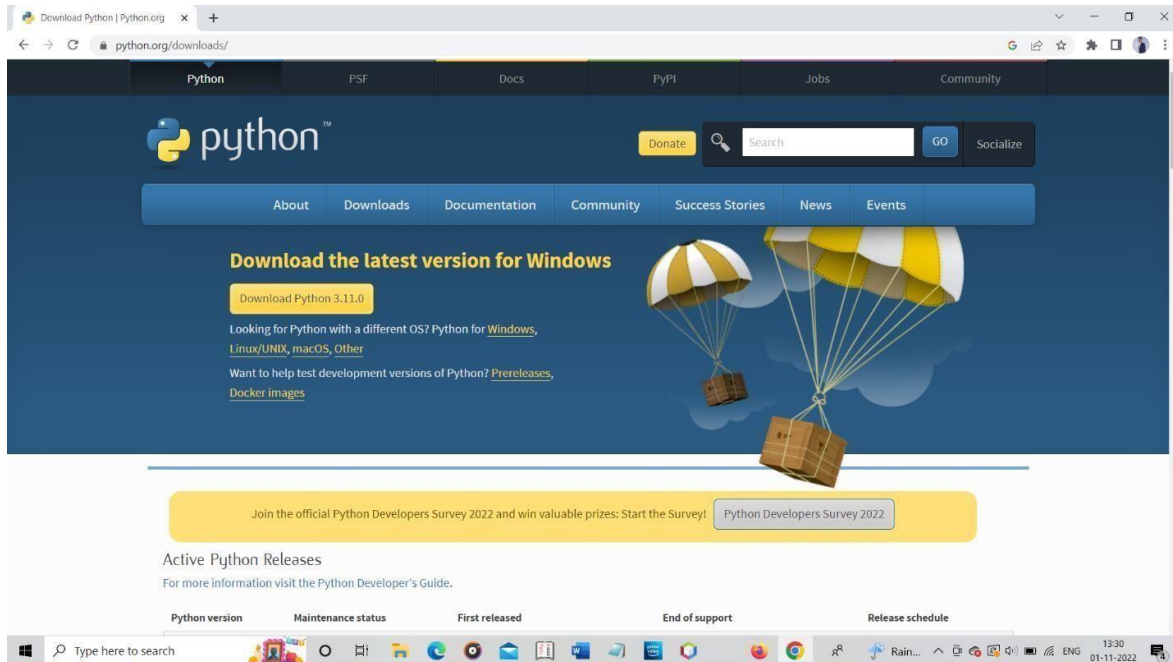 Download Python | Python.org
python.org/downloads/
Python PSF Docs PyPI Jobs Community
python™
Donate Search GO Socialize
About Downloads Documentation Community Success Stories News Events
Download the latest version for Windows
Download Python 3.11.0
Looking for Python with a different OS? Python for Windows,
Linux/UNIX, macOS, Other
Want to help test development versions of Python? Prereleases,
Docker images
Join the official Python Developers Survey 2022 and win valuable prizes: Start the Survey! Python Developers Survey 2022
Active Python Releases
For more information visit the Python Developer's Guide.
Python version Maintenance status First released End of support Release schedule
Type here to search Rain... ENG 13:30
01-11-2022